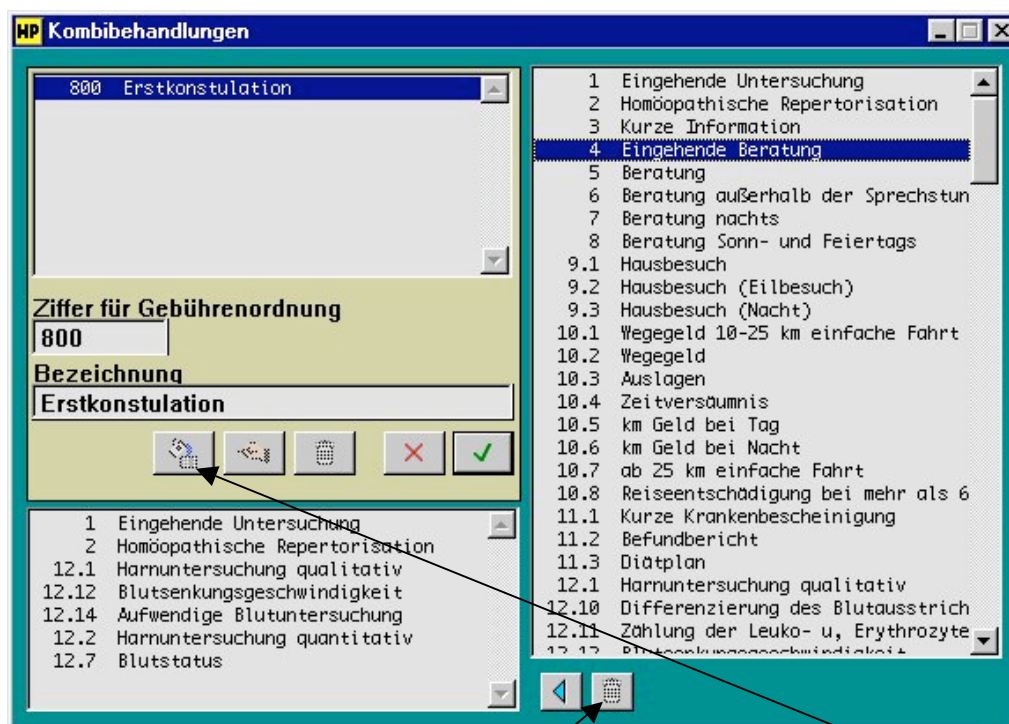 HP Kombibehandlungen
800 Erstkonstulation
Ziffer für Gebührenordnung
800
Bezeichnung
Erstkonstulation
1 Eingehende Untersuchung
2 Homöopathische Repertorisation
12.1 Harnuntersuchung qualitativ
12.12 Blutsenkungsgeschwindigkeit
12.14 Aufwendige Blutuntersuchung
12.2 Harnuntersuchung quantitativ
12.7 Blutstatus
1 Eingehende Untersuchung
2 Homöopathische Repertorisation
3 Kurze Information
4 Eingehende Beratung
5 Beratung
6 Beratung außerhalb der Sprechstun
7 Beratung nachts
8 Beratung Sonn- und Feiertags
9.1 Hausbesuch
9.2 Hausbesuch (Eilbesuch)
9.3 Hausbesuch (Nacht)
10.1 Wegegeld 10-25 km einfache Fahrt
10.2 Wegegeld
10.3 Auslagen
10.4 Zeitversäumnis
10.5 km Geld bei Tag
10.6 km Geld bei Nacht
10.7 ab 25 km einfache Fahrt
10.8 Reiseentschädigung bei mehr als 6
11.1 Kurze Krankenbescheinigung
11.2 Befundbericht
11.3 Diätplan
12.1 Harnuntersuchung qualitativ
12.10 Differenzierung des Blutausstrich
12.11 Zählung der Leuko- u, Erythrozyte
12.12 Blutsenkungsgeschwindigkeit